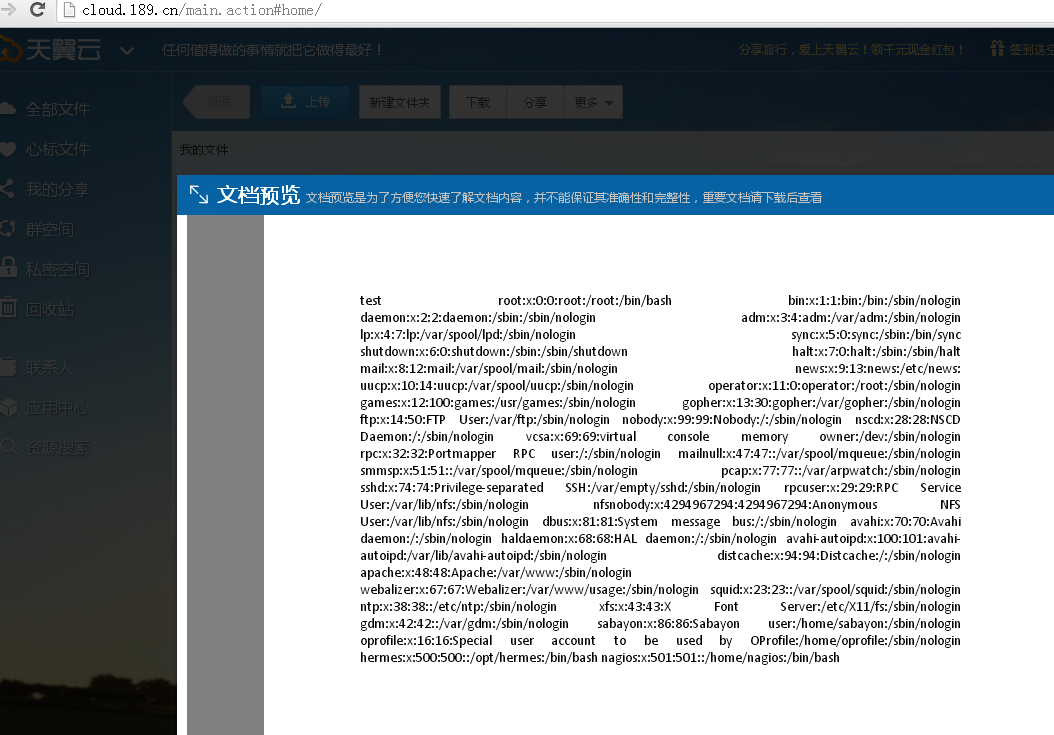 cloud.189.cn/main.action#home/
天翼云
任何值得做的事情就把它做得最好！
分享旅行，爱上天翼云！领千元现金红包！
签到送空
全部文件
心标文件
我的分享
群空间
私密空间
回收站
联系人
应用中心
资源搜索
返回
上传
新建文件夹
下载
分享
更多
我的文件
文档预览 文档预览是为了方便您快速了解文档内容，并不能保证其准确性和完整性，重要文档请下载后查看
test root:x:0:0:root:/root:/bin/bash bin:x:1:1:bin:/bin:/sbin/nologin
daemon:x:2:2:daemon:/sbin:/sbin/nologin adm:x:3:4:adm:/var/adm:/sbin/nologin
lp:x:4:7:lp:/var/spool/lpd:/sbin/nologin sync:x:5:0:sync:/sbin:/bin/sync
shutdown:x:6:0:shutdown:/sbin:/sbin/shutdown halt:x:7:0:halt:/sbin:/sbin/halt
mail:x:8:12:mail:/var/spool/mail:/sbin/nologin news:x:9:13:news:/etc/news:
uucp:x:10:14:uucp:/var/spool/uucp:/sbin/nologin operator:x:11:0:operator:/root:/sbin/nologin
games:x:12:100:games:/usr/games:/sbin/nologin gopher:x:13:30:gopher:/var/gopher:/sbin/nologin
ftp:x:14:50:FTP User:/var/ftp:/sbin/nologin nobody:x:99:99:Nobody:/:/sbin/nologin nscd:x:28:28:NSCD
Daemon:/:/sbin/nologin vcsa:x:69:69:virtual console memory owner:/dev:/sbin/nologin
rpc:x:32:32:Portmapper RPC user:/:/sbin/nologin mailnull:x:47:47::/var/spool/mqueue:/sbin/nologin
smmsp:x:51:51::/var/spool/mqueue:/sbin/nologin pcap:x:77:77::/var/arpwatch:/sbin/nologin
sshd:x:74:74:Privilege-separated SSH:/var/empty/sshd:/sbin/nologin rpcuser:x:29:29:RPC Service
User:/var/lib/nfs:/sbin/nologin nfsnobody:x:4294967294:4294967294:Anonymous NFS
User:/var/lib/nfs:/sbin/nologin dbus:x:81:81:System message bus:/:/sbin/nologin avahi:x:70:70:Avahi
daemon:/:/sbin/nologin haldaemon:x:68:68:HAL daemon:/:/sbin/nologin avahi-autoipd:x:100:101:avahi-
autoipd:/var/lib/avahi-autoipd:/sbin/nologin distcache:x:94:94:Distcache:/:/sbin/nologin
apache:x:48:48:Apache:/var/www:/sbin/nologin
webalizer:x:67:67:Webalizer:/var/www/usage:/sbin/nologin squid:x:23:23::/var/spool/squid:/sbin/nologin
ntp:x:38:38::/etc/ntp:/sbin/nologin xfs:x:43:43:X Font Server:/etc/X11/fs:/sbin/nologin
gdm:x:42:42::/var/gdm:/sbin/nologin sabayon:x:86:86:Sabayon user:/home/sabayon:/sbin/nologin
oprofile:x:16:16:Special user account to be used by OProfile:/home/oprofile:/sbin/nologin
hermes:x:500:500::/opt/hermes:/bin/bash nagios:x:501:501::/home/nagios:/bin/bash